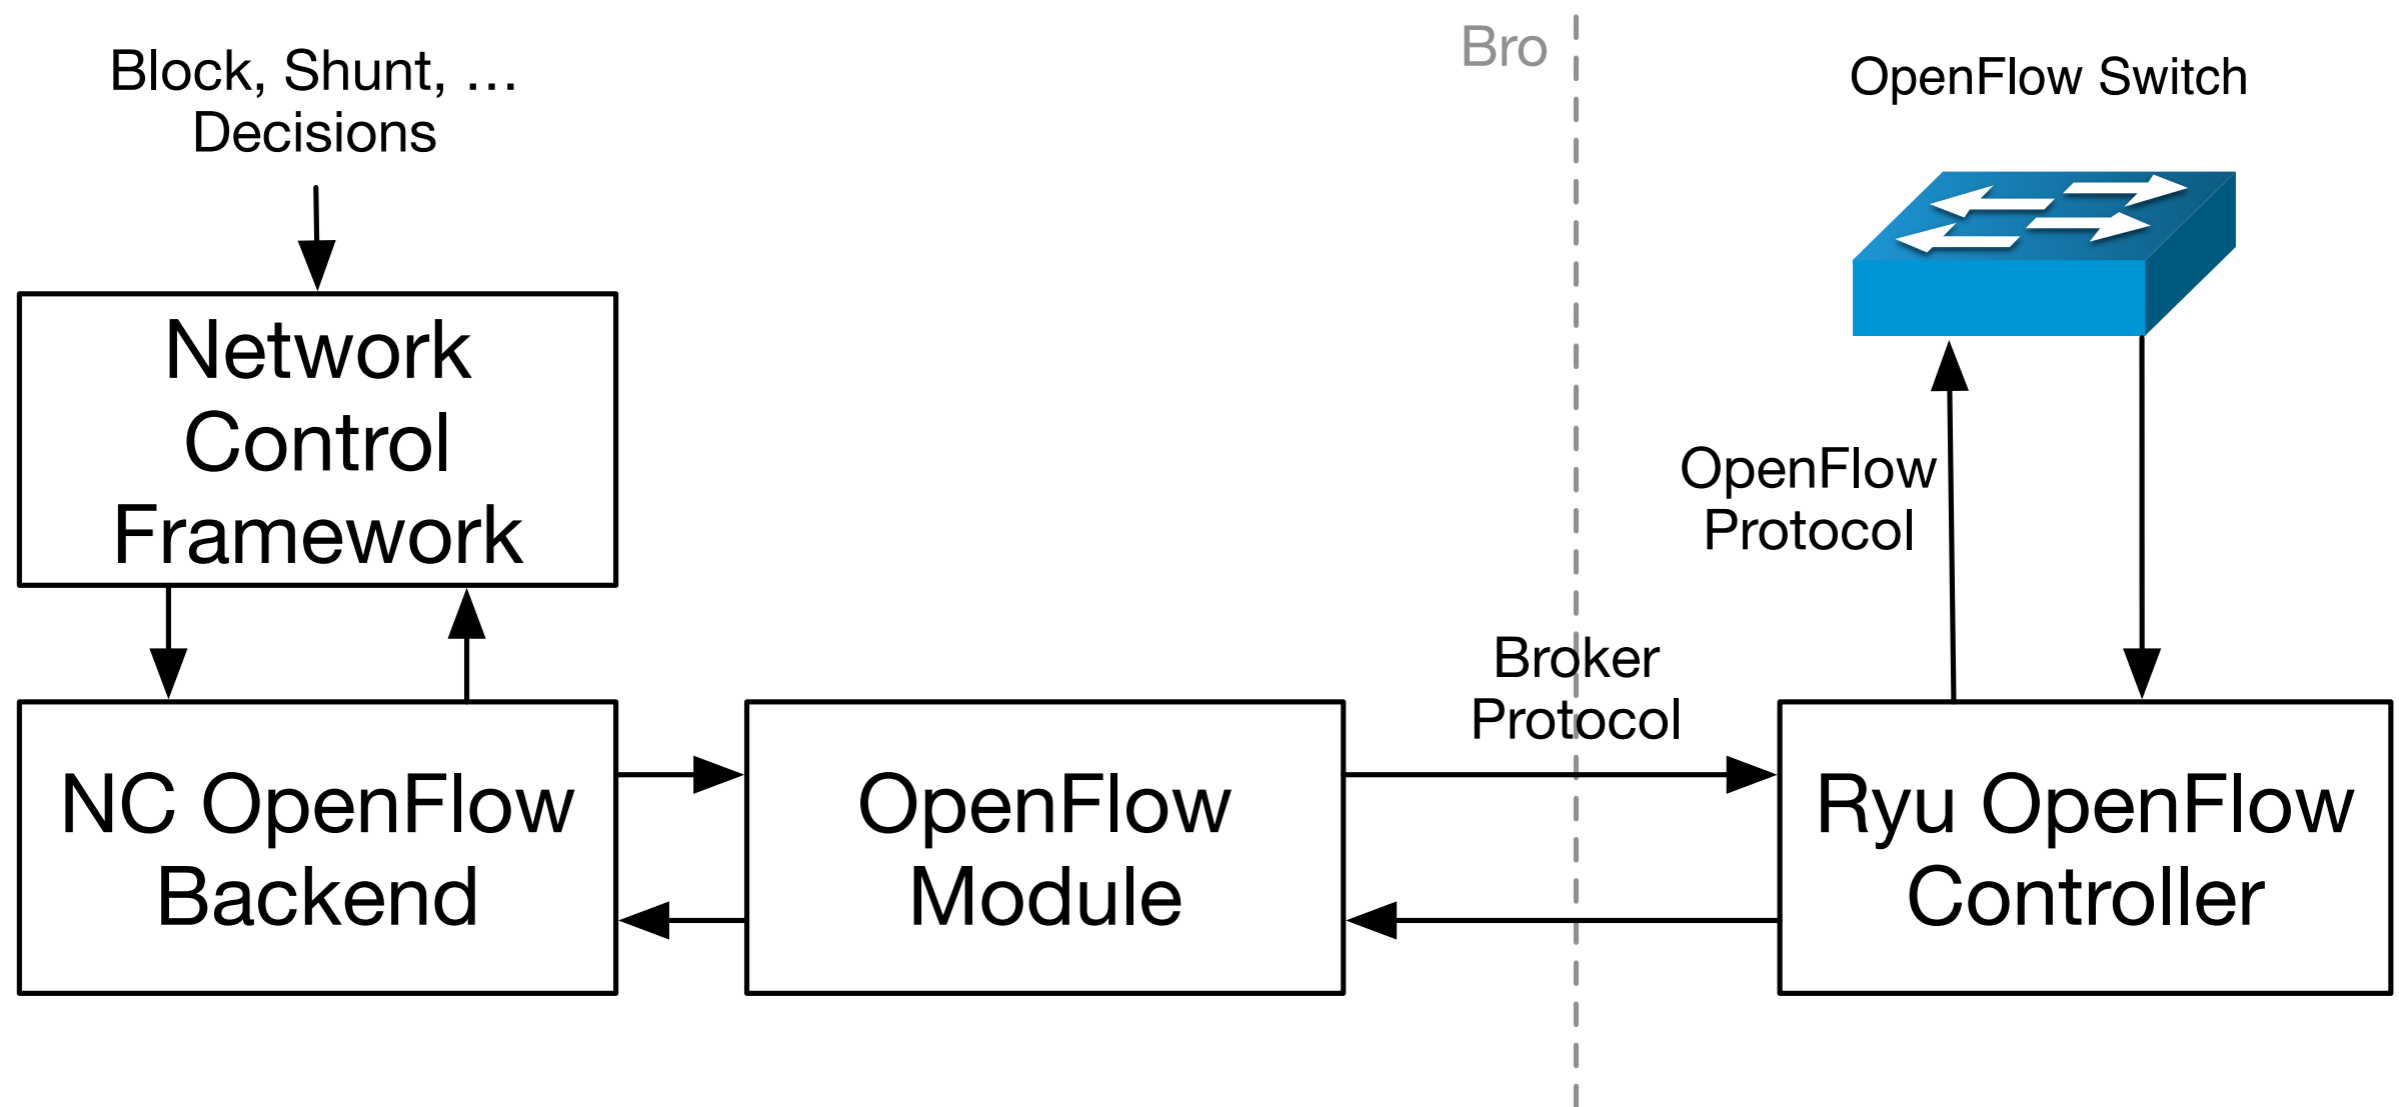 Block, Shunt, ...
Decisions
Bro
OpenFlow Switch
Network
Control
Framework
OpenFlow
Protocol
Broker
Protocol
NC OpenFlow
Backend
OpenFlow
Module
Ryu OpenFlow
Controller